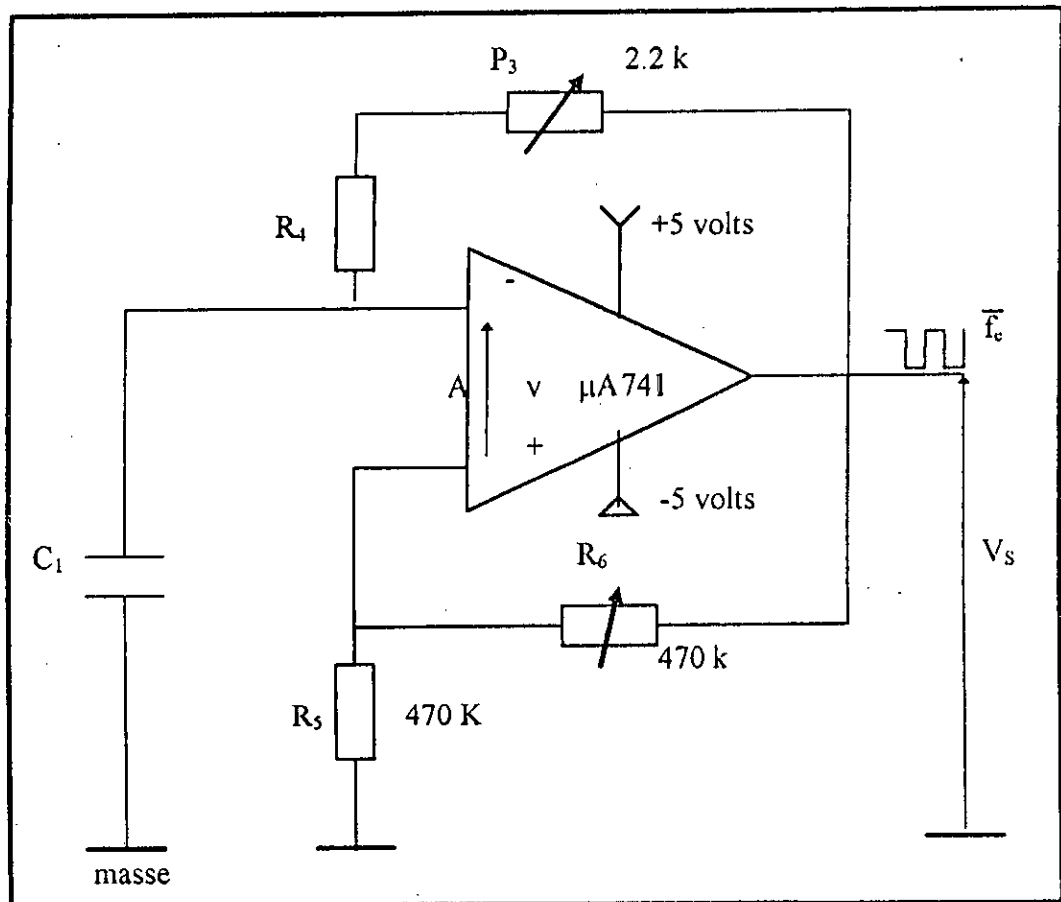 P₃ 2.2 k
R₄
+5 volts
-
f̅c
A v µA741
+
-5 volts
C₁
R₆
Vₛ
470 k
R₅ 470 K
masse